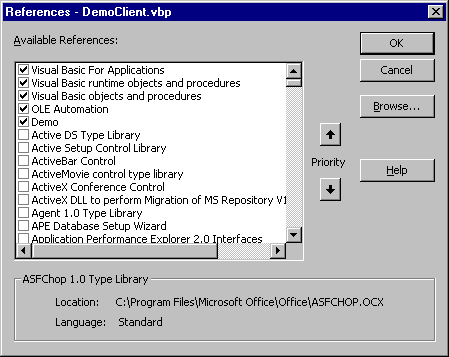 References - DemoClient.vbp
Available References:
OK
Cancel
Browse...
Visual Basic For Applications
Visual Basic runtime objects and procedures
Visual Basic objects and procedures
OLE Automation
Demo
Active DS Type Library
Active Setup Control Library
ActiveBar Control
ActiveMovie control type library
ActiveX Conference Control
ActiveX DLL to perform Migration of MS Repository V1
Agent 1.0 Type Library
APE Database Setup Wizard
Application Performance Explorer 2.0 Interfaces
Priority
Help
ASFChop 1.0 Type Library
Location: C:\Program Files\Microsoft Office\Office\ASFCHOP.OCX
Language: Standard